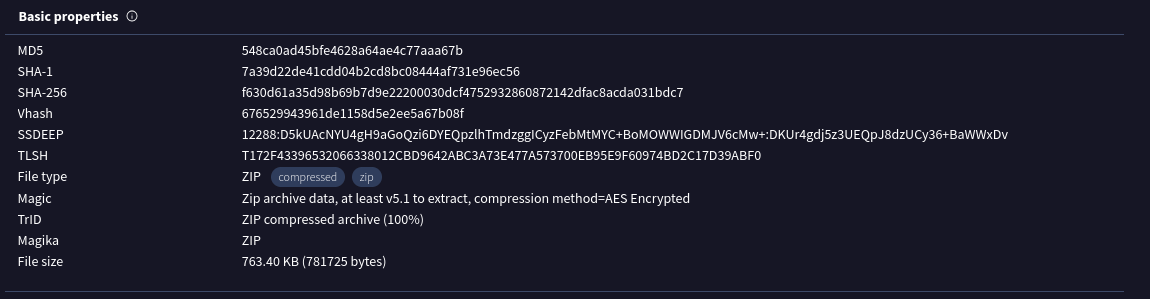 Basic properties
MD5 548ca0ad45bfe4628a64ae4c77aaa67b
SHA-1 7a39d22de41cdd04b2cd8bc08444af731e96ec56
SHA-256 f630d61a35d98b69b7d9e22200030dcf4752932860872142dfac8acda031bdc7
Vhash 676529943961de1158d5e2ee5a67b08f
SSDEEP 12288:D5kUAcNYU4gH9aGoQzi6DYEQpzlhTmdzggICyzFebMtMYC+BoMOWWIGDMJV6cMw+:DKUr4gdj5z3UEQpJ8dzUCy36+BaWWxDv
TLSH T172F43396532066338012CBD9642ABC3A73E477A573700EB95E9F60974BD2C17D39ABF0
File type ZIP compressed zip
Magic Zip archive data, at least v5.1 to extract, compression method=AES Encrypted
TrID ZIP compressed archive (100%)
Magika ZIP
File size 763.40 KB (781725 bytes)